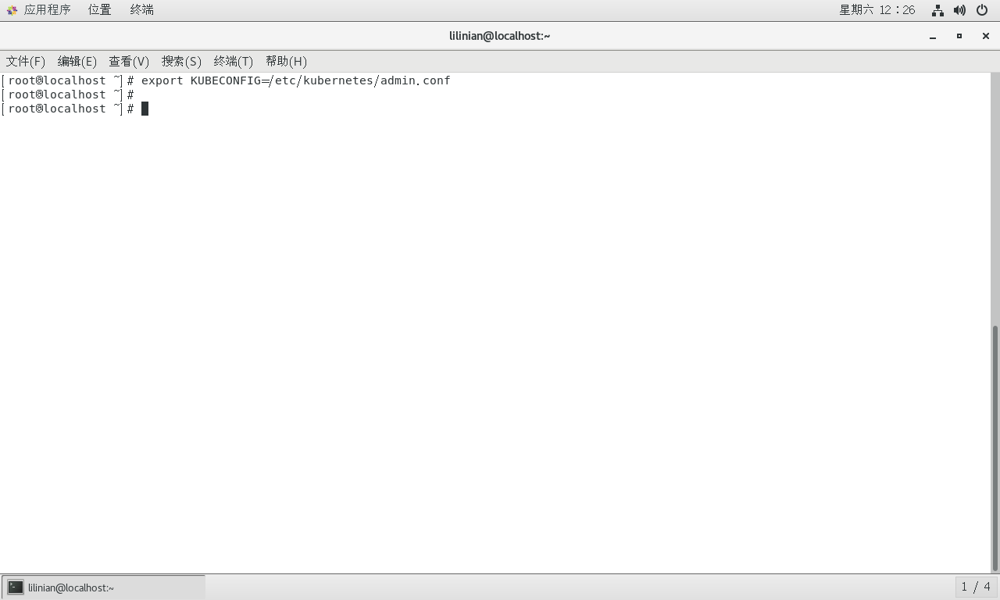 应用程序 位置 终端 星期六 12：26
lilinian@localhost:~
文件(F) 编辑(E) 查看(V) 搜索(S) 终端(T) 帮助(H)
[root@localhost ~]# export KUBECONFIG=/etc/kubernetes/admin.conf
[root@localhost ~]#
[root@localhost ~]#
lilinian@localhost:~ 1 / 4